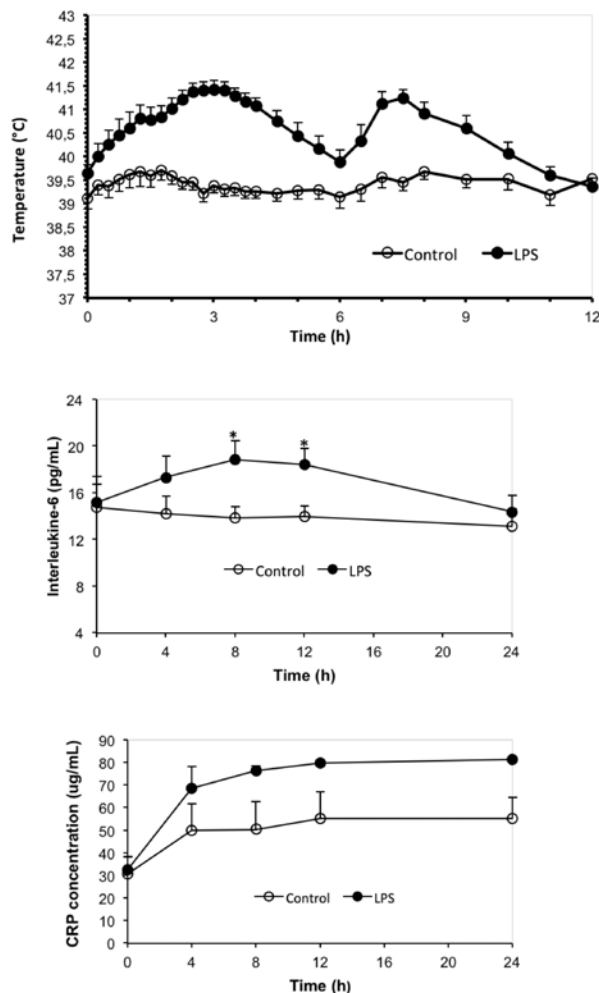 43
42,5
42
41,5
41
40,5
40
39,5
39
38,5
38
37,5
37
Temperature (°C)
Control LPS
0 3 6 9 12
Time (h)
24
20
16
12
8
4
Interleukine-6 (pg/mL)
* *
Control LPS
0 4 8 12 16 20 24
Time (h)
90
80
70
60
50
40
30
20
10
0
CRP concentration (ug/mL)
Control LPS
0 4 8 12 16 20 24
Time (h)